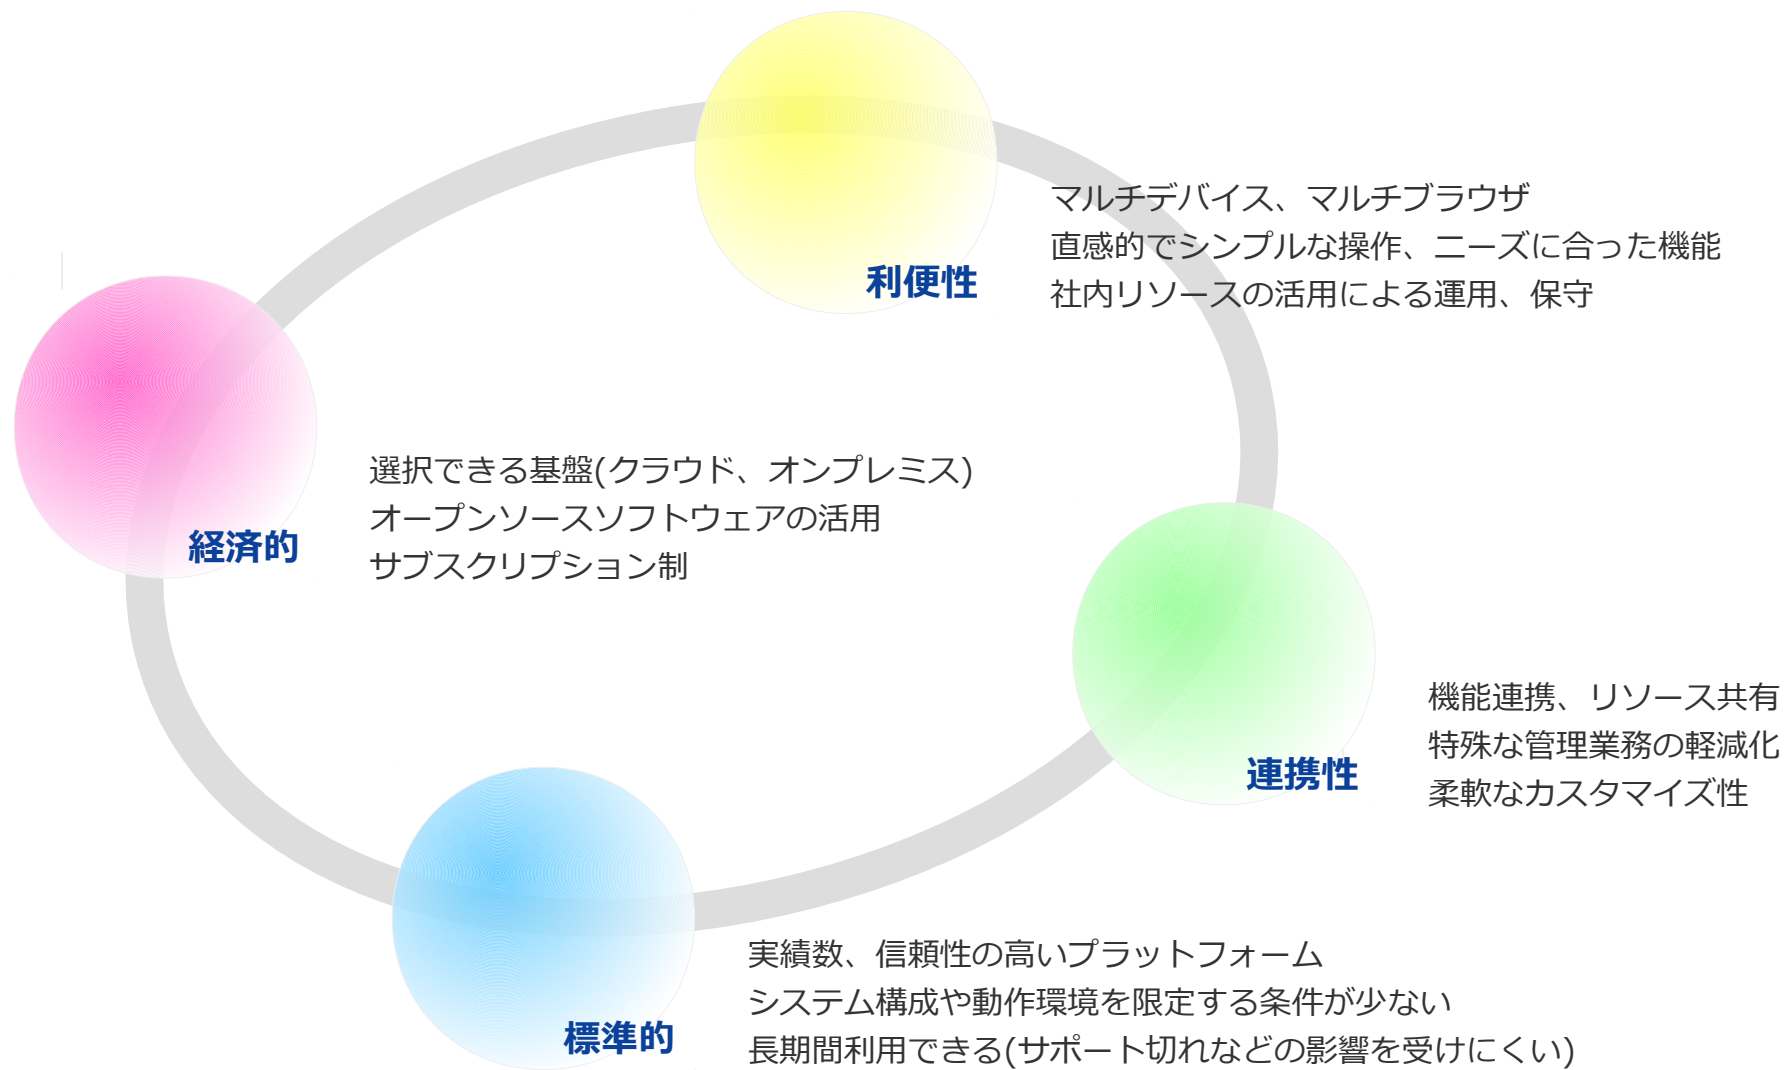 利便性
マルチデバイス、マルチブラウザ
直感的でシンプルな操作、ニーズに合った機能
社内リソースの活用による運用、保守
経済的
選択できる基盤(クラウド、オンプレミス)
オープンソースソフトウェアの活用
サブスクリプション制
連携性
機能連携、リソース共有
特殊な管理業務の軽減化
柔軟なカスタマイズ性
標準的
実績数、信頼性の高いプラットフォーム
システム構成や動作環境を限定する条件が少ない
長期間利用できる(サポート切れなどの影響を受けにくい)